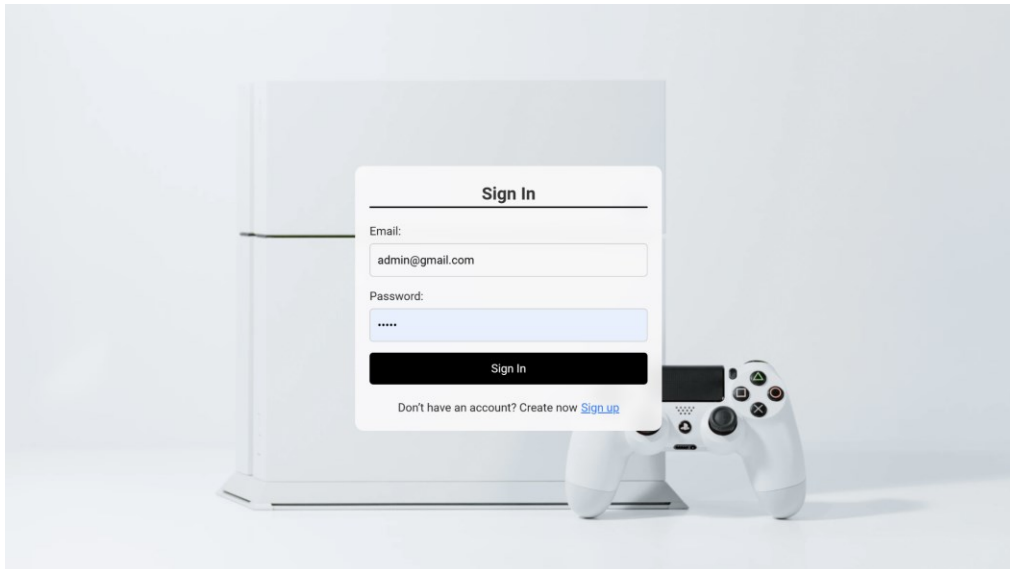 Sign In
Email:
admin@gmail.com
Password:
•••••
Sign In
Don't have an account? Create now Sign up